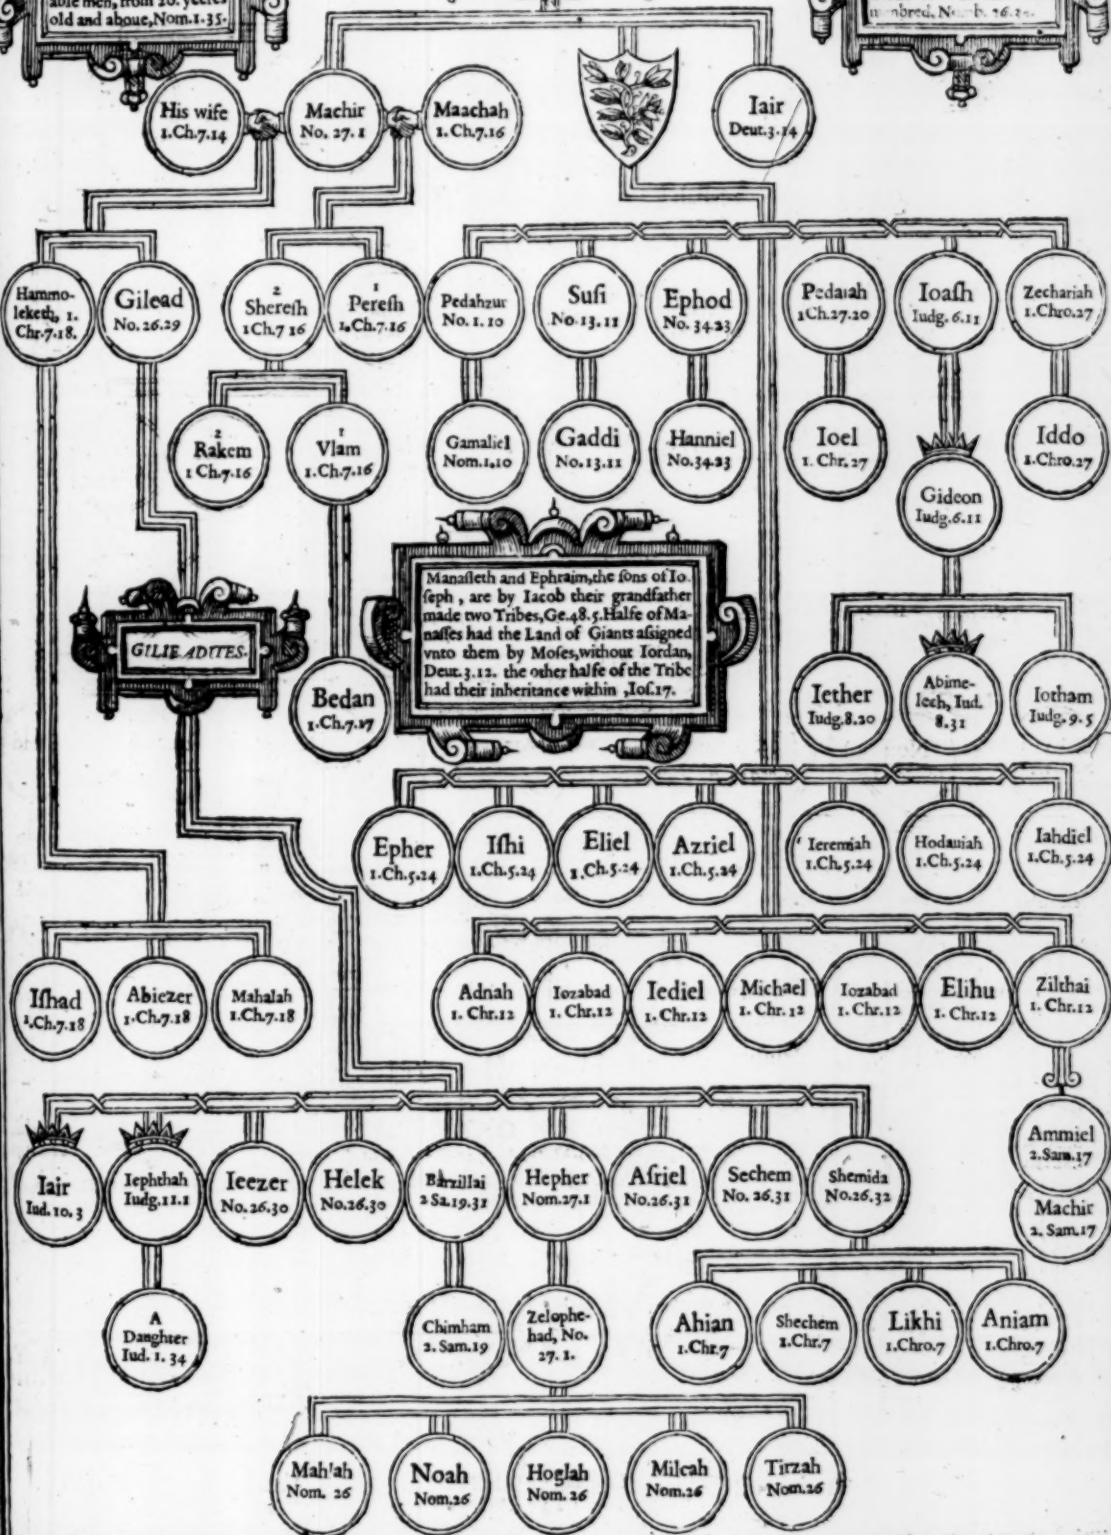 able men, from 20. yeeres
old and aboue, Nom. 1. 35.
His wife
1. Ch. 7. 14
Machir
No. 27. 1
Maachah
1. Ch. 7. 16
Iair
Deut. 3. 14
Hammo-
leketh, 1.
Chr. 7. 18.
Gilead
No. 26. 29
2
Shereſh
1 Ch. 7 16
1
Pereſh
1. Ch. 7. 16
Pedahzur
No. 1. 10
Suſi
No. 13. 11
Ephod
No. 34 23
Pedaiah
1 Ch. 27. 20
Ioaſh
Iudg. 6. 11
Zechariah
1. Chro. 27
2
Rakem
1 Ch. 7. 16
1
Vlam
1. Ch. 7. 16
Gamaliel
Nom. 1. 10
Gaddi
No. 13. 11
Hanniel
No. 34 23
Ioel
1. Chr. 27
Gideon
Iudg. 6. 11
Iddo
1. Chro. 27
Manaſſeth and Ephraim, the ſons of Io
ſeph, are by Iacob their grandfather
made two Tribes, Ge. 48. 5. Halfe of Ma-
naſſes had the Land of Giants aſsigned
vnto them by Moſes, without Iordan,
Deut. 3. 12. the other halfe of the Tribe
had their inheritance within, Ioſ. 17.
GILIEADITES.
Bedan
1. Ch. 7. 17
Iether
Iudg. 8. 20
Abime-
lech, Iud.
8. 31
Iotham
Iudg. 9. 5
Epher
1. Ch. 5. 24
Iſhi
1. Ch. 5. 24
Eliel
1. Ch. 5. 24
Azriel
1. Ch. 5. 24
Ieremiah
1. Ch. 5. 24
Hodauiah
1. Ch. 5. 24
Iahdiel
1. Ch. 5. 24
Iſhad
1. Ch. 7. 18
Abiezer
1. Ch. 7. 18
Mahalah
1. Ch. 7. 18
Adnah
1. Chr. 12
Iozabad
1. Chr. 12
Iediel
1. Chr. 12
Michael
1. Chr. 12
Iozabad
1. Chr. 12
Elihu
1. Chr. 12
Zilthai
1. Chr. 12
Ammiel
2. Sam. 17
Machir
2. Sam. 17
Iair
Iud. 10. 3
Iephthah
Iudg. 11. 1
Ieezer
No. 26. 30
Helek
No. 26. 30
Barzillai
2 Sa. 19. 31
Hepher
Nom. 27. 1
Aſriel
No. 26. 31
Sechem
No. 26. 31
Shemida
No. 26. 32
A
Daughter
Iud. 1. 34
Chimham
2. Sam. 19
Zelophe-
had, No.
27. 1.
Ahian
1. Chr. 7
Shechem
1. Chr. 7
Likhi
1. Chro. 7
Aniam
1. Chro. 7
Mahlah
Nom. 26
Noah
Nom. 26
Hoglah
Nom. 26
Milcah
Nom. 26
Tirzah
Nom. 26